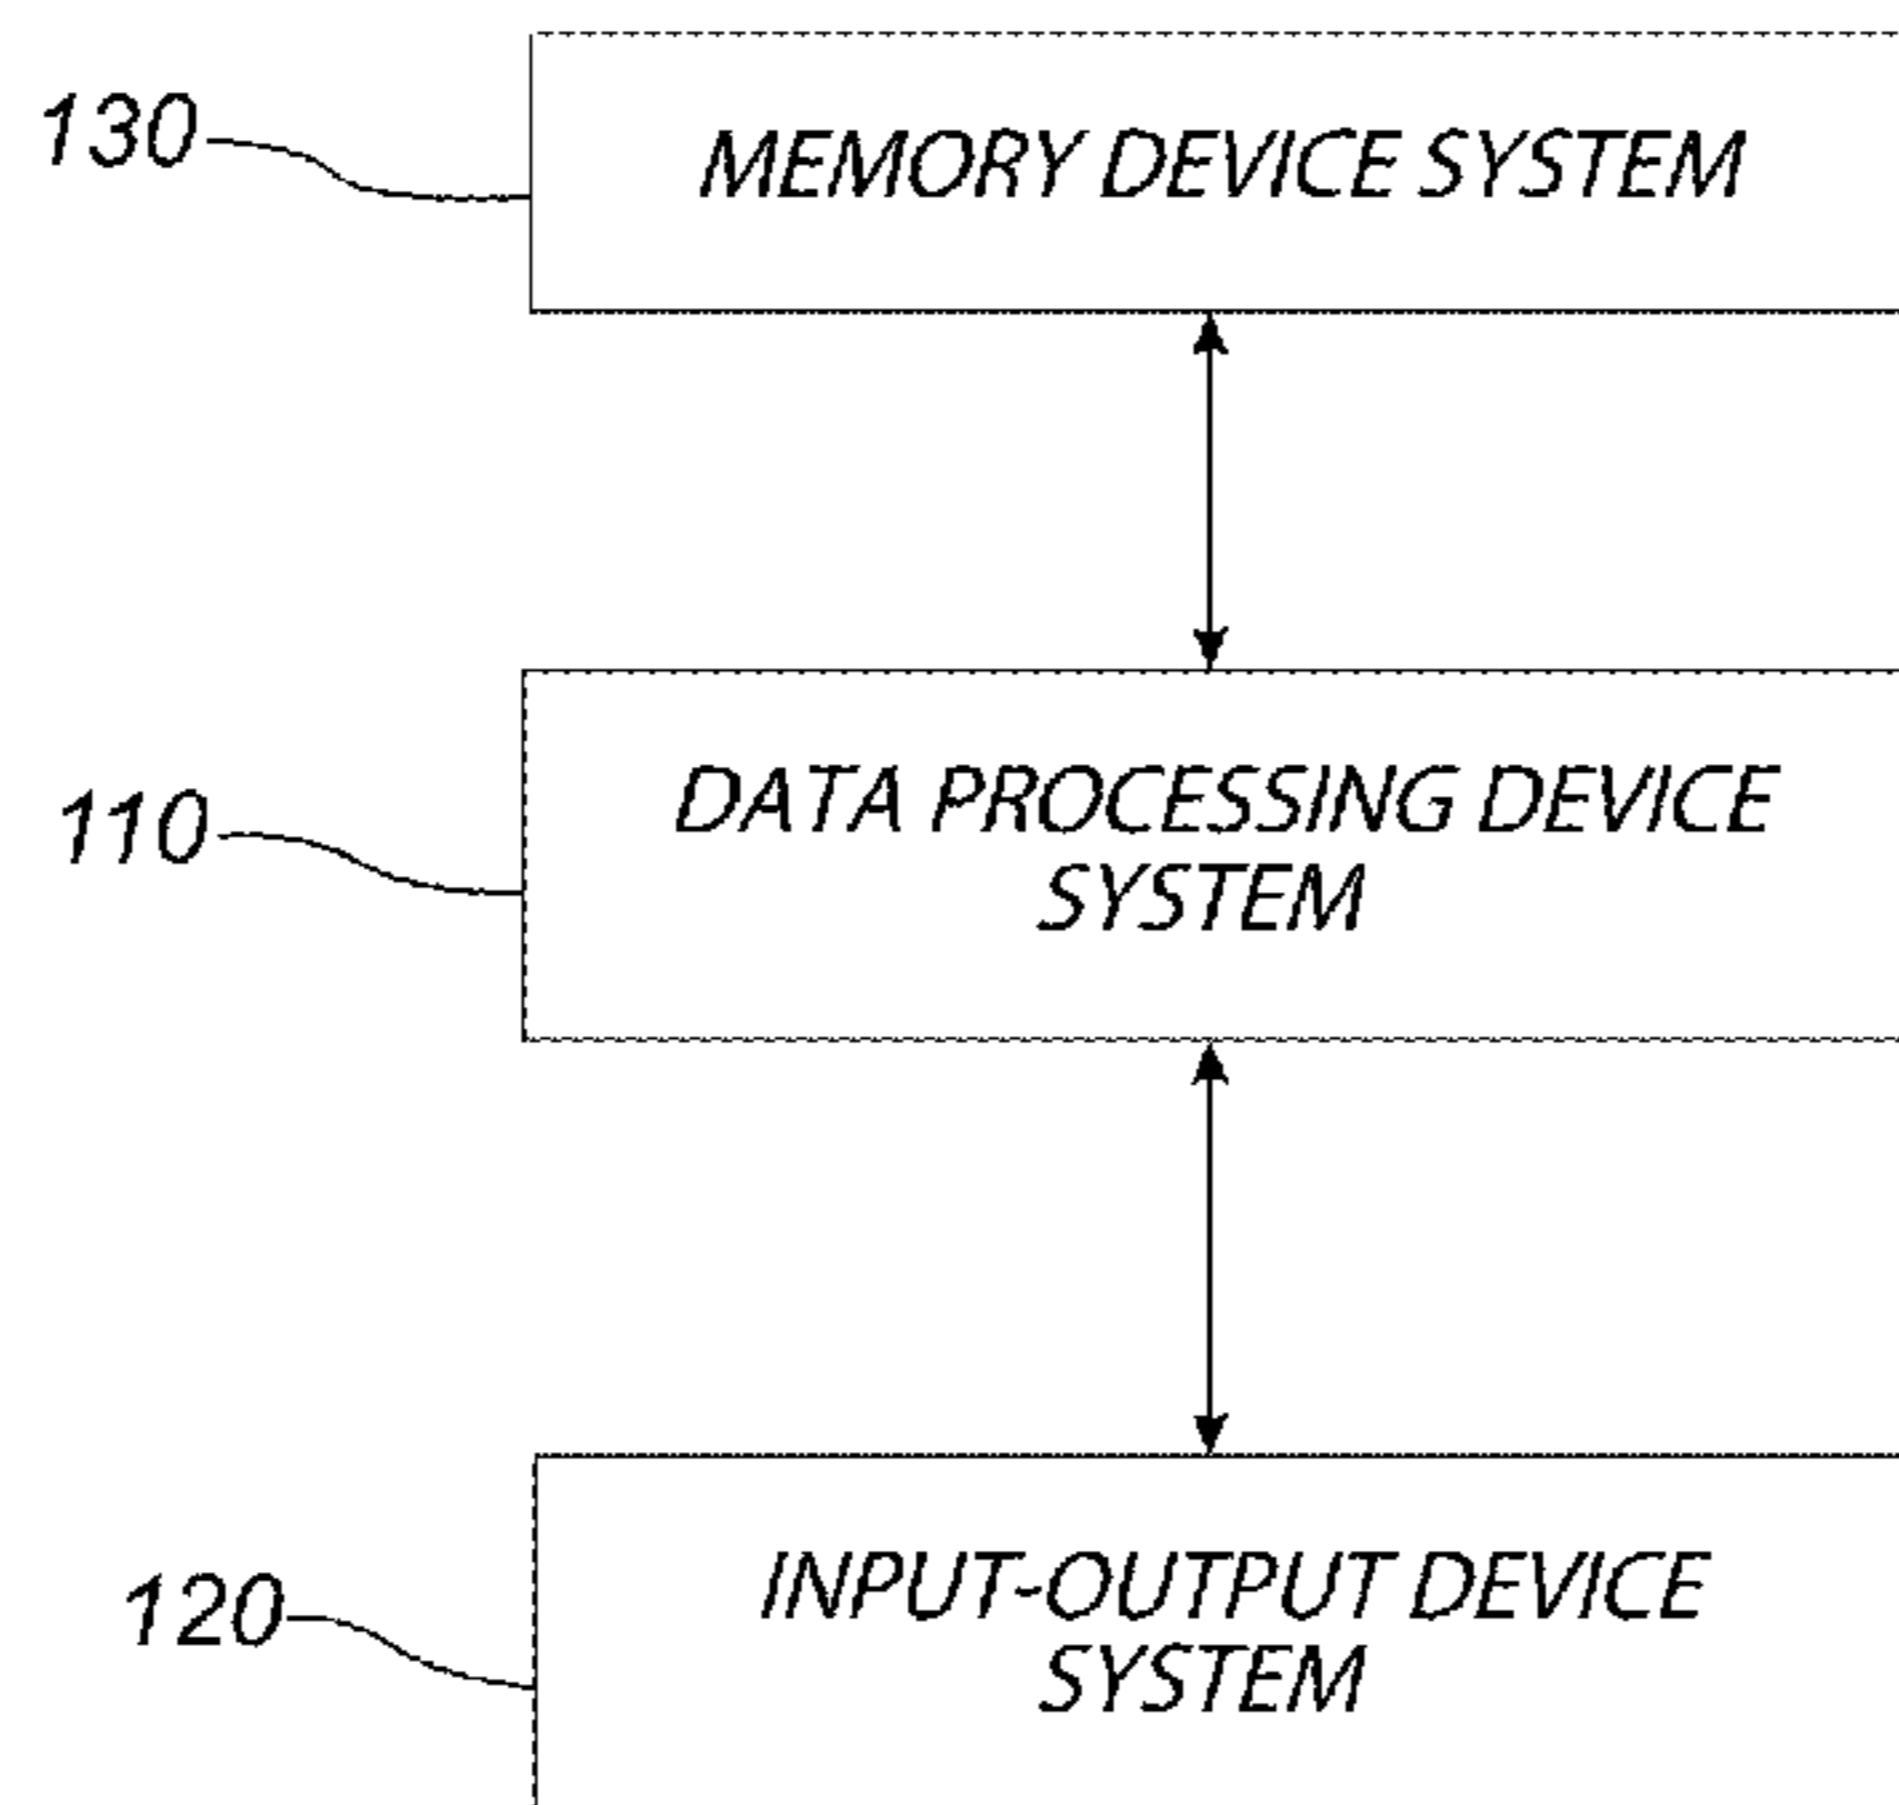 130
MEMORY DEVICE SYSTEM
110
DATA PROCESSING DEVICE
SYSTEM
120
INPUT-OUTPUT DEVICE
SYSTEM